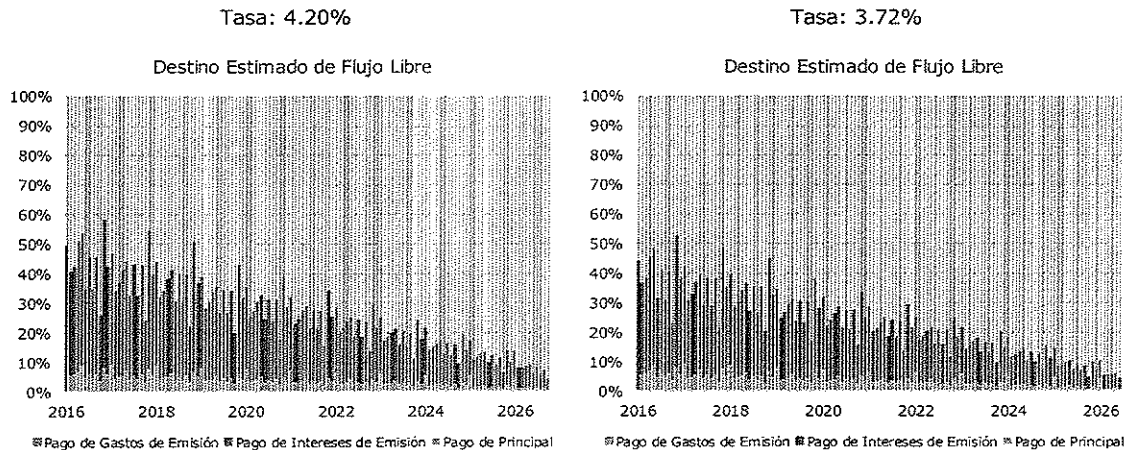 Tasa: 4.20%
Destino Estimado de Flujo Libre
100%
90%
80%
70%
60%
50%
40%
30%
20%
10%
0%
2016 2018 2020 2022 2024 2026
Pago de Gastos de Emisión Pago de Intereses de Emisión Pago de Principal
Tasa: 3.72%
Destino Estimado de Flujo Libre
100%
90%
80%
70%
60%
50%
40%
30%
20%
10%
0%
2016 2018 2020 2022 2024 2026
Pago de Gastos de Emisión Pago de Intereses de Emisión Pago de Principal